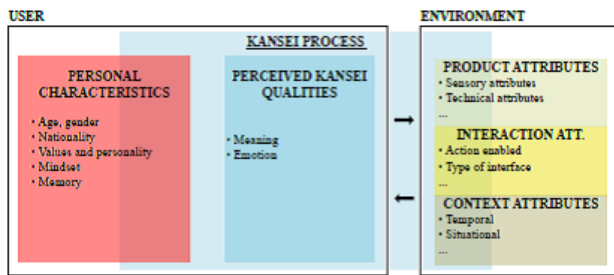 USER
KANSEI PROCESS
PERSONAL
CHARACTERISTICS
• Age, gender
• Nationality
• Values and personality
• Mindset
• Memory
PERCEIVED KANSEI
QUALITIES
• Meaning
• Emotion
ENVIRONMENT
PRODUCT ATTRIBUTES
• Sensory attributes
• Technical attributes
...
INTERACTION ATT.
• Action enabled
• Type of interface
...
CONTEXT ATTRIBUTES
• Temporal
• Situational
...